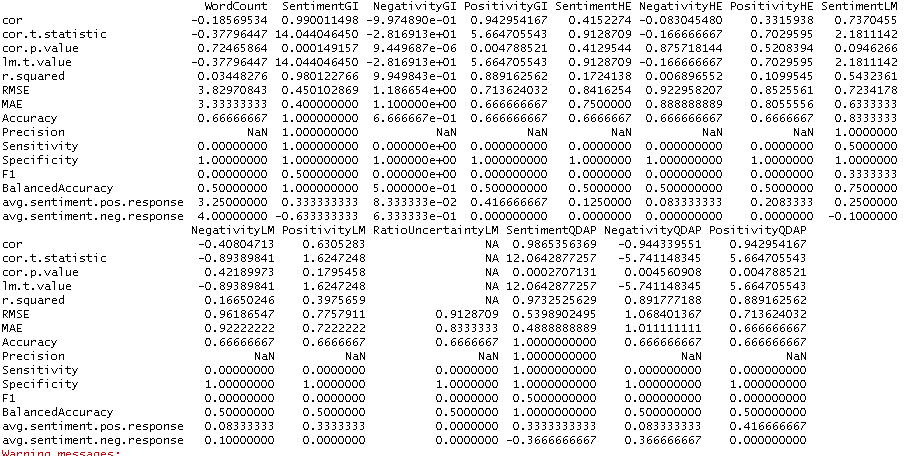 WordCount SentimentGI NegativityGI PositivityGI SentimentHE NegativityHE PositivityHE SentimentLM
cor -0.18569534 0.990011498 -9.974890e-01 0.942954167 0.4152274 -0.083045480 0.3315938 0.7370455
cor.t.statistic -0.37796447 14.044046450 -2.816913e+01 5.664705543 0.9128709 -0.166666667 0.7029595 2.1811142
cor.p.value 0.72465864 0.000149157 9.449687e-06 0.004788521 0.4129544 0.875718144 0.5208394 0.0946266
lm.t.value -0.37796447 14.044046450 -2.816913e+01 5.664705543 0.9128709 -0.166666667 0.7029595 2.1811142
r.squared 0.03448276 0.980122766 9.949843e-01 0.889162562 0.1724138 0.006896552 0.1099545 0.5432361
RMSE 3.82970843 0.450102869 1.186654e+00 0.713624032 0.8416254 0.922958207 0.8525561 0.7234178
MAE 3.33333333 0.400000000 1.100000e+00 0.666666667 0.7500000 0.888888889 0.8055556 0.6333333
Accuracy 0.66666667 1.000000000 6.666667e-01 0.666666667 0.6666667 0.666666667 0.6666667 0.8333333
Precision NaN 1.000000000 NaN NaN NaN NaN NaN 1.0000000
Sensitivity 0.00000000 1.000000000 0.000000e+00 0.000000000 0.0000000 0.000000000 0.0000000 0.5000000
Specificity 1.00000000 1.000000000 1.000000e+00 1.000000000 1.0000000 1.000000000 1.0000000 1.0000000
F1 0.00000000 0.500000000 0.000000e+00 0.000000000 0.0000000 0.000000000 0.0000000 0.3333333
BalancedAccuracy 0.50000000 1.000000000 5.000000e-01 0.500000000 0.5000000 0.500000000 0.5000000 0.7500000
avg.sentiment.pos.response 3.25000000 0.333333333 8.333333e-02 0.416666667 0.1250000 0.083333333 0.2083333 0.2500000
avg.sentiment.neg.response 4.00000000 -0.633333333 6.333333e-01 0.000000000 0.0000000 0.000000000 0.0000000 -0.1000000
NegativityLM PositivityLM RatioUncertaintyLM SentimentQDAP NegativityQDAP PositivityQDAP
cor -0.40804713 0.6305283 NA 0.9865356369 -0.944339551 0.942954167
cor.t.statistic -0.89389841 1.6247248 NA 12.0642877257 -5.741148345 5.664705543
cor.p.value 0.42189973 0.1795458 NA 0.0002707131 0.004560908 0.004788521
lm.t.value -0.89389841 1.6247248 NA 12.0642877257 -5.741148345 5.664705543
r.squared 0.16650246 0.3975659 NA 0.9732525629 0.891777188 0.889162562
RMSE 0.96186547 0.7757911 0.9128709 0.5398902495 1.068401367 0.713624032
MAE 0.92222222 0.7222222 0.8333333 0.4888888889 1.011111111 0.666666667
Accuracy 0.66666667 0.6666667 0.6666667 1.0000000000 0.666666667 0.666666667
Precision NaN NaN NaN 1.0000000000 NaN NaN
Sensitivity 0.00000000 0.0000000 0.0000000 1.0000000000 0.000000000 0.000000000
Specificity 1.00000000 1.0000000 1.0000000 1.0000000000 1.000000000 1.000000000
F1 0.00000000 0.0000000 0.0000000 0.5000000000 0.000000000 0.000000000
BalancedAccuracy 0.50000000 0.5000000 0.5000000 1.0000000000 0.500000000 0.500000000
avg.sentiment.pos.response 0.08333333 0.3333333 0.0000000 0.3333333333 0.083333333 0.416666667
avg.sentiment.neg.response 0.10000000 0.0000000 0.0000000 -0.3666666667 0.366666667 0.000000000
Warning messages: